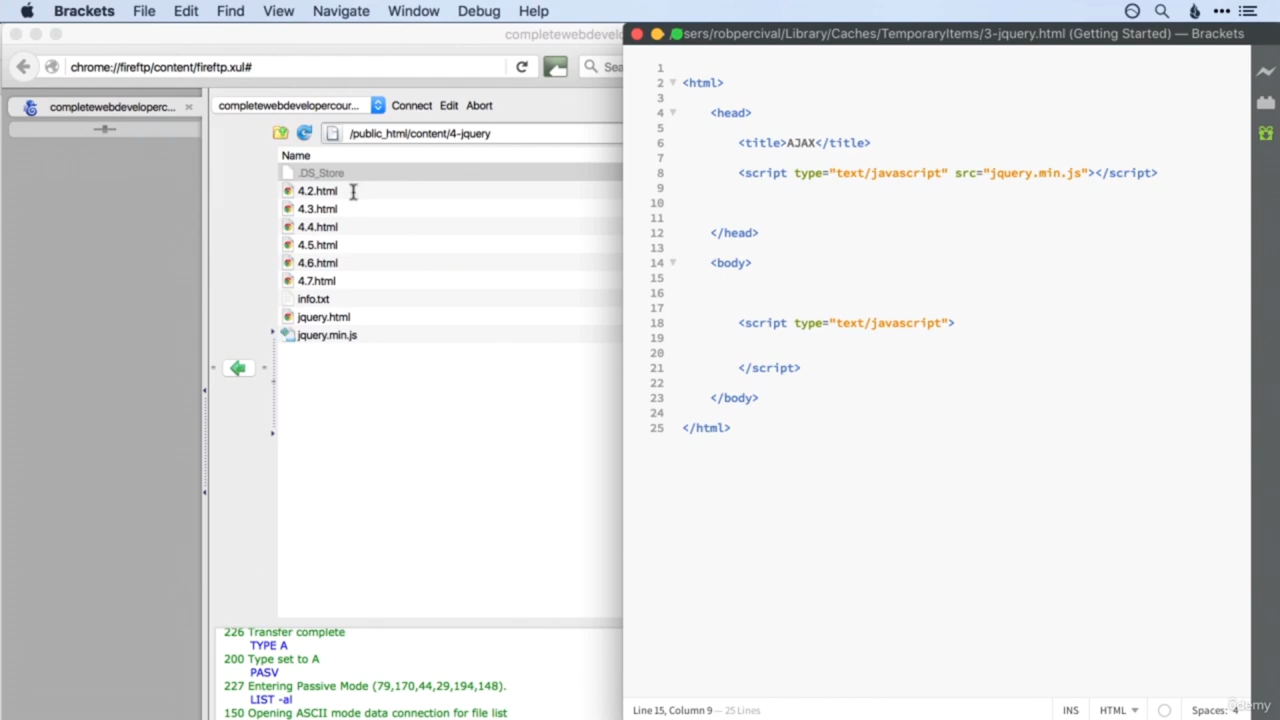 Brackets File Edit Find View Navigate Window Debug Help
completewebdevelo
sers/robpercival/Library/Caches/TemporaryItems/3-jquery.html (Getting Started) — Brackets
chrome://fireftp/content/fireftp.xul#
Sea
completewebdeveloperc...
completewebdevelopercour... Connect Edit Abort
/public_html/content/4-jquery
Name
.DS_Store
4.2.html
4.3.html
4.4.html
4.5.html
4.6.html
4.7.html
info.txt
jquery.html
jquery.min.js
226 Transfer complete
TYPE A
200 Type set to A
PASV
227 Entering Passive Mode (79,170,44,29,194,148).
LIST -al
150 Opening ASCII mode data connection for file list
1
2 <html>
3
4 <head>
5
6 <title>AJAX</title>
7
8 <script type="text/javascript" src="jquery.min.js"></script>
9
10
11
12 </head>
13
14 <body>
15
16
17
18 <script type="text/javascript">
19
20
21 </script>
22
23 </body>
24
25 </html>
Line 15, Column 9 — 25 Lines
INS HTML Spaces: 4
ûdemy